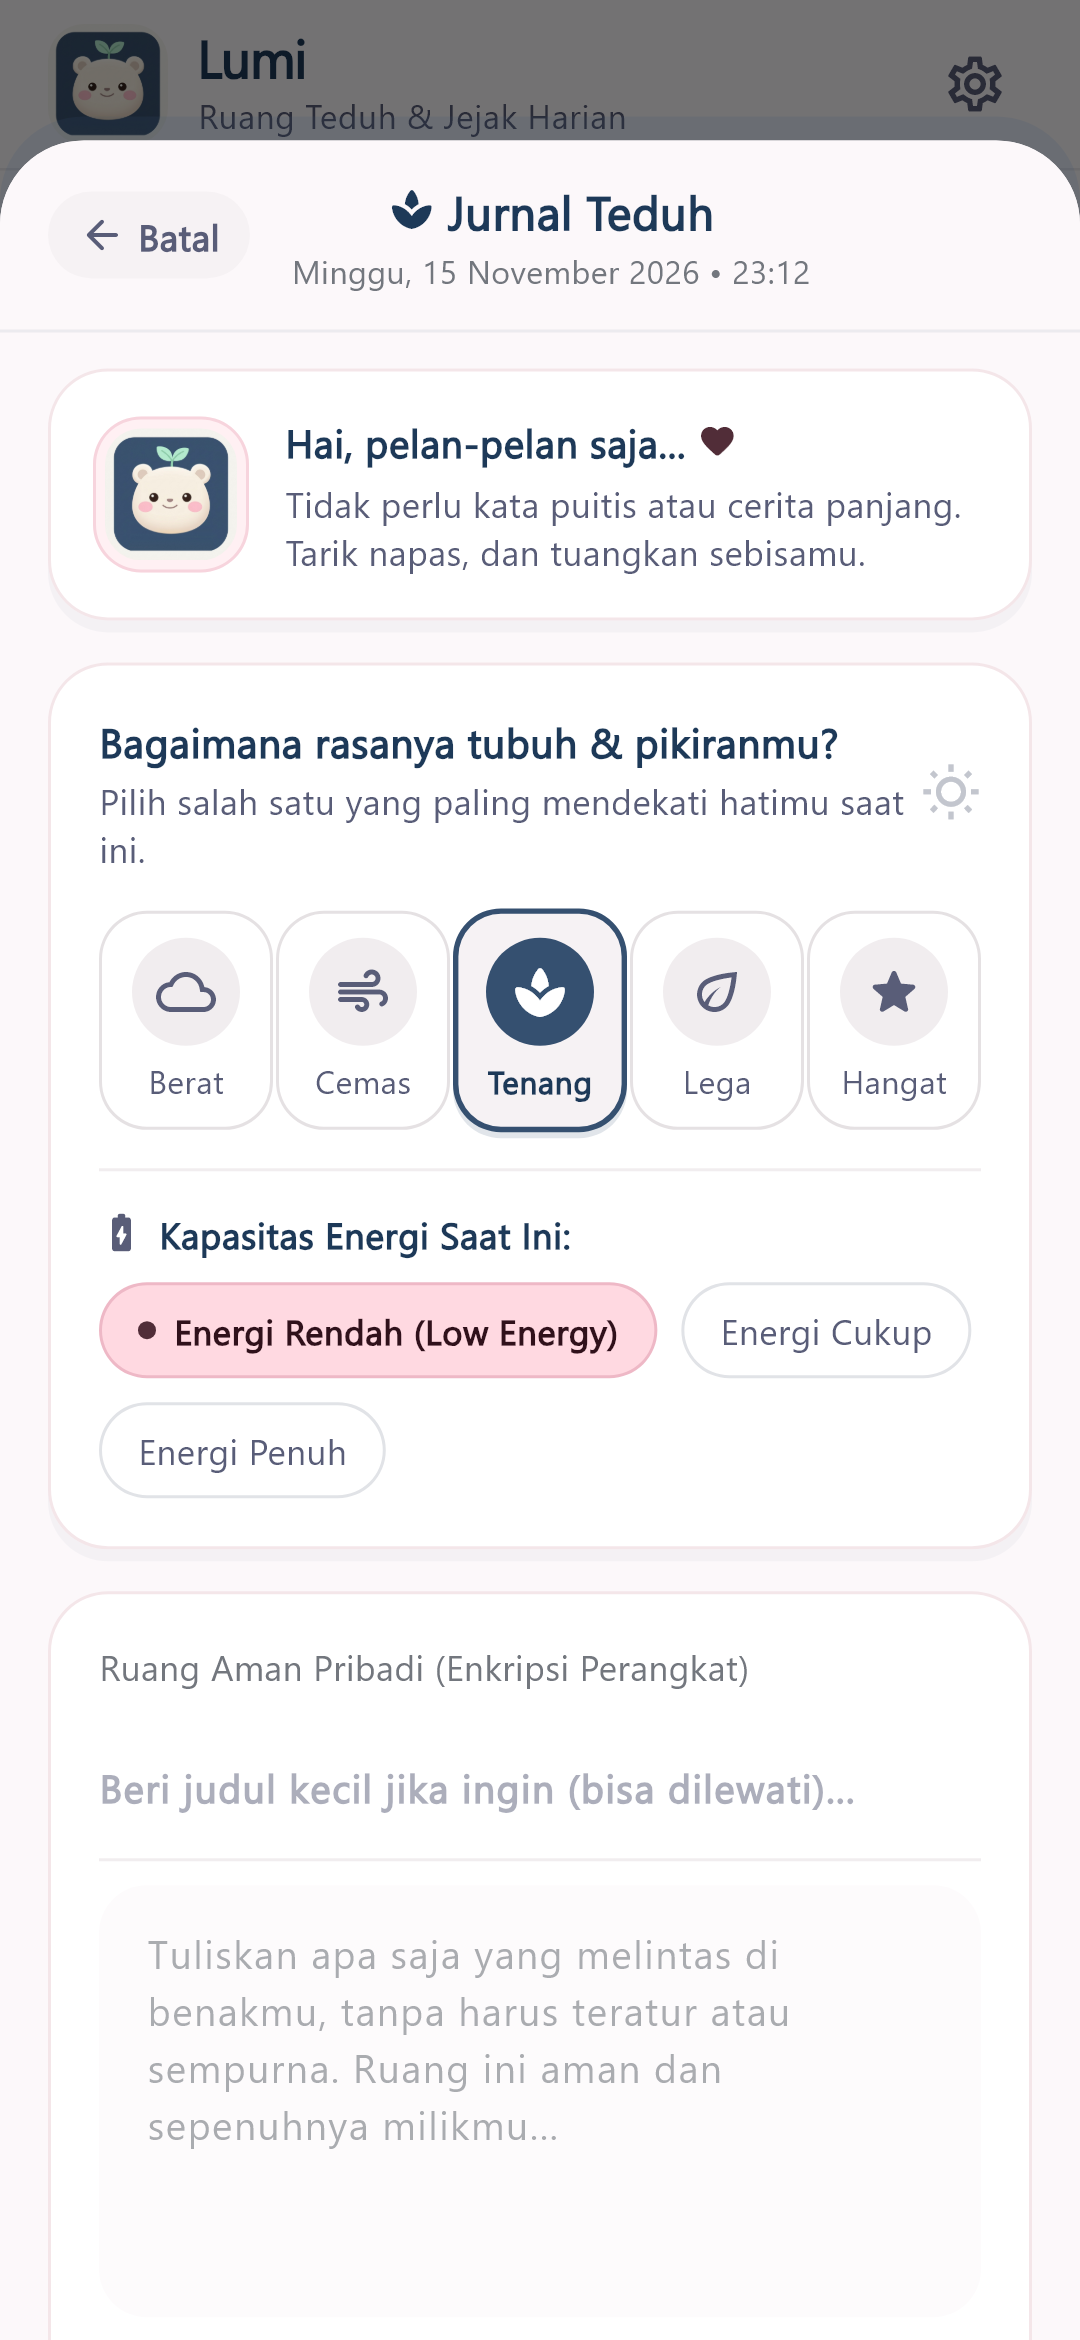 Lumi
Ruang Teduh & Jejak Harian
Batal
Jurnal Teduh
Minggu, 15 November 2026 • 23:12
Hai, pelan-pelan saja...
Tidak perlu kata puitis atau cerita panjang.
Tarik napas, dan tuangkan sebisamu.
Bagaimana rasanya tubuh & pikiranmu?
Pilih salah satu yang paling mendekati hatimu saat
ini.
Berat
Cemas
Tenang
Lega
Hangat
Kapasitas Energi Saat Ini:
Energi Rendah (Low Energy)
Energi Cukup
Energi Penuh
Ruang Aman Pribadi (Enkripsi Perangkat)
Beri judul kecil jika ingin (bisa dilewati)...
Tuliskan apa saja yang melintas di
benakmu, tanpa harus teratur atau
sempurna. Ruang ini aman dan
sepenuhnya milikmu...